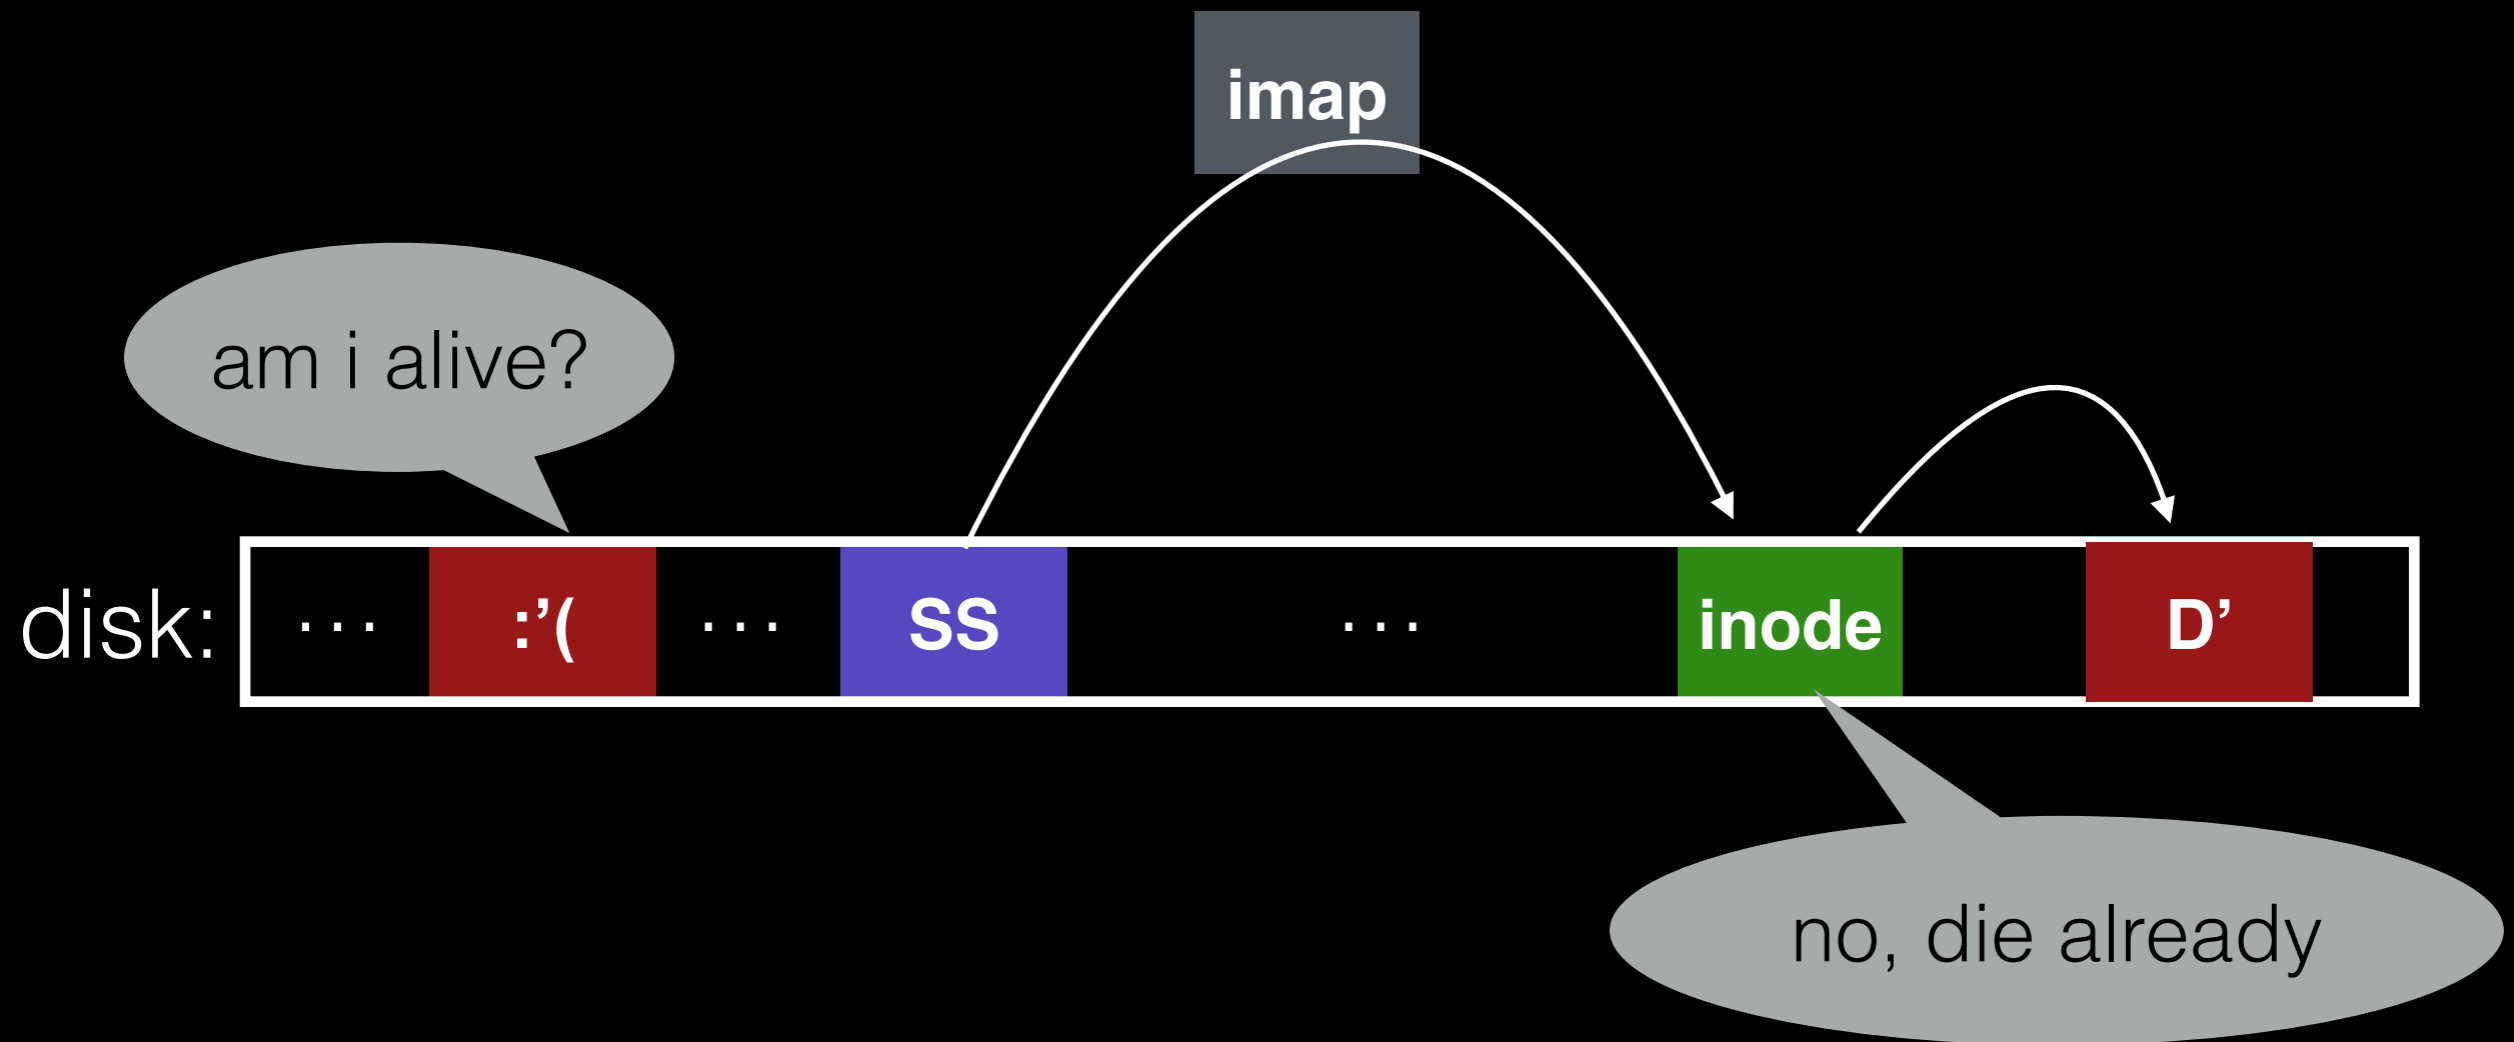 imap
am i alive?
disk: ... :’( ... SS ... inode D’
no, die already